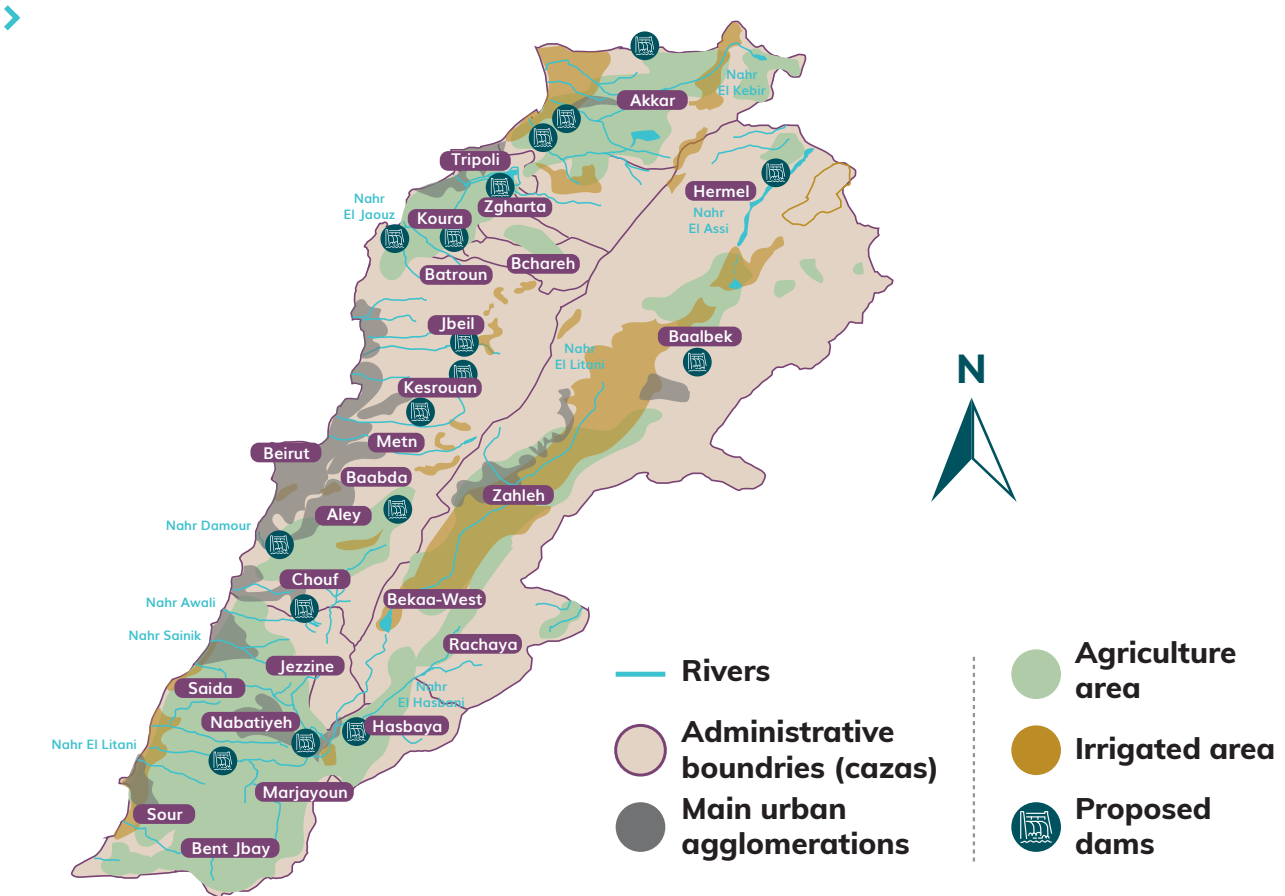 Nahr
El Kebir
Akkar
Tripoli
Hermel
Zgharta
Nahr
El Jaouz
Koura
Nahr
El Assi
Bchareh
Batroun
Jbeil
Baalbek
Nahr
El Litani
Kesrouan
N
Metn
Beirut
Baabda
Zahleh
Aley
Nahr Damour
Chouf
Bekaa-West
Nahr Awali
Nahr Sainik
Rachaya
Jezzine
Saida
Nahr
El Hasbani
Nabatiyeh
Hasbaya
Nahr El Litani
Marjayoun
Sour
Bent Jbay
Rivers
Administrative
boundries (cazas)
Main urban
agglomerations
Agriculture
area
Irrigated area
Proposed
dams